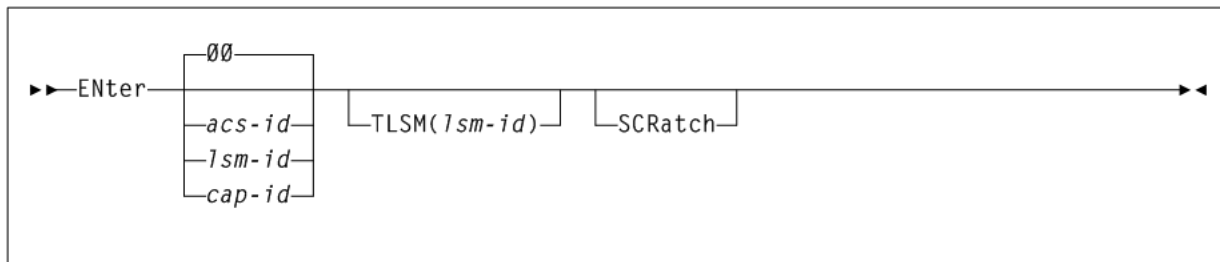 ØØ
ENter
acs-id
TLSM(lsm-id)
SCRatch
lsm-id
cap-id